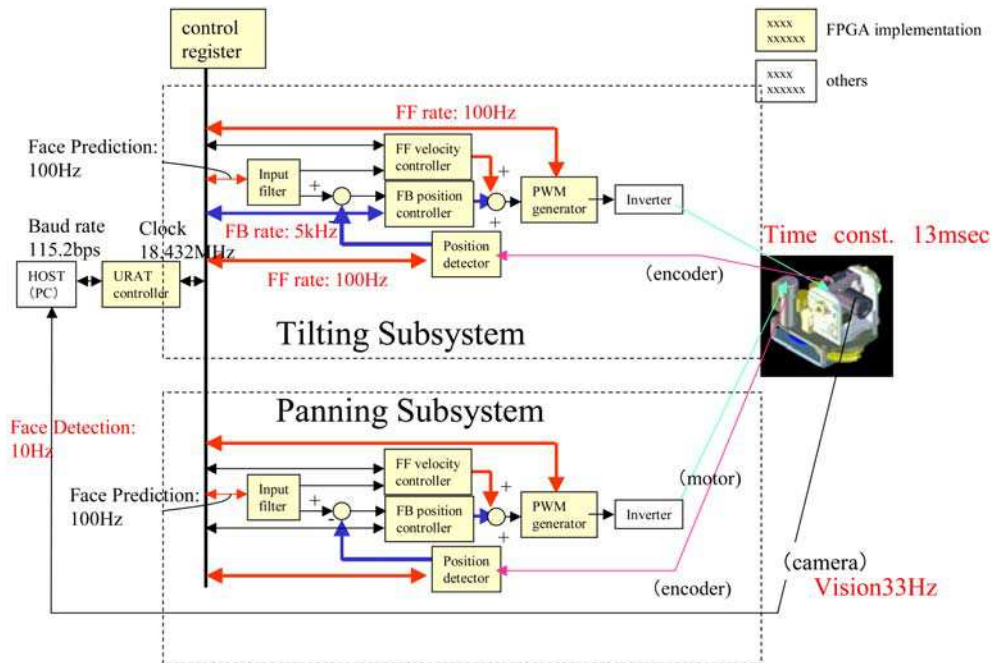 control
register
xxxx
xxxxxx
FPGA implementation
xxxx
xxxxxx
others
FF rate: 100Hz
Face Prediction:
100Hz
Input
filter
FF velocity
controller
FB position
controller
+
-
+
+
PWM
generator
Inverter
Baud rate
115.2bps
Clock
18.432MHz
FB rate: 5kHz
Position
detector
Time const. 13msec
HOST
(PC)
URAT
controller
FF rate: 100Hz
(encoder)
Tilting Subsystem
Panning Subsystem
Face Detection:
10Hz
Face Prediction:
100Hz
Input
filter
FF velocity
controller
FB position
controller
+
-
+
+
PWM
generator
Inverter
(motor)
Position
detector
(encoder)
(camera)
Vision33Hz